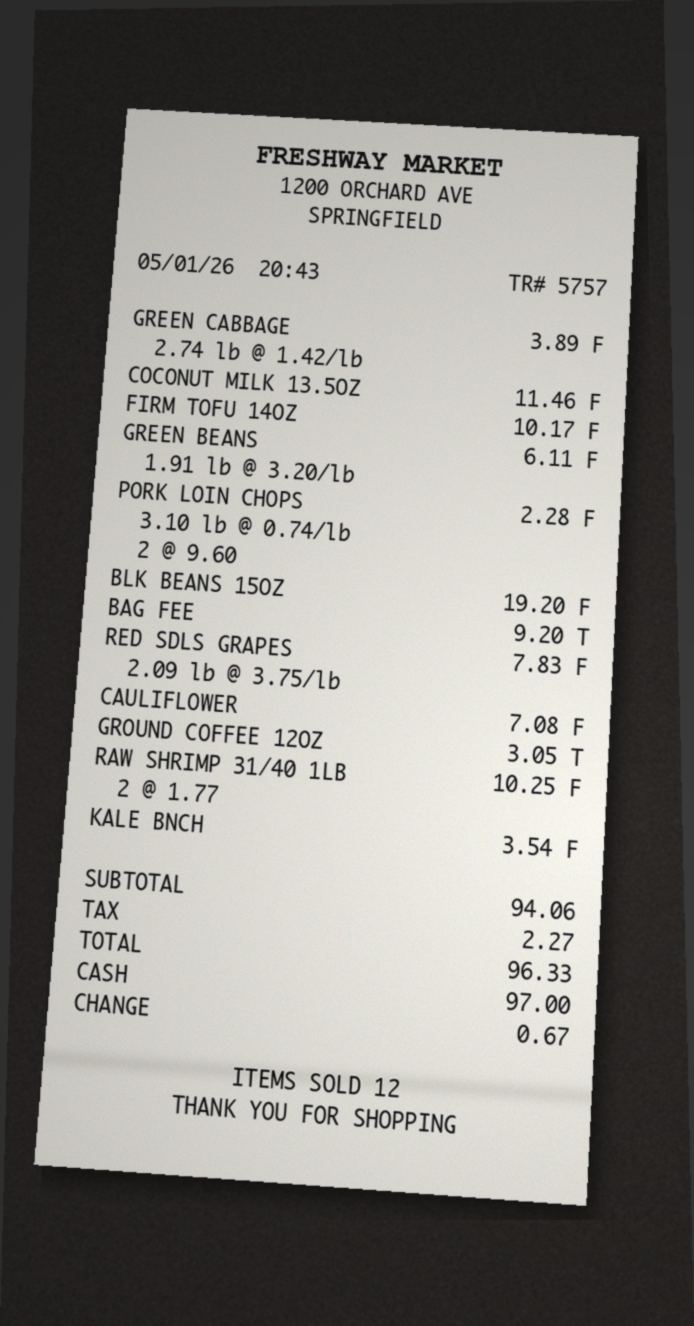 FRESHWAY MARKET
1200 ORCHARD AVE
SPRINGFIELD
05/01/26 20:43 TR# 5757
GREEN CABBAGE 3.89 F
2.74 lb @ 1.42/lb
COCONUT MILK 13.5OZ 11.46 F
FIRM TOFU 14OZ 10.17 F
GREEN BEANS 6.11 F
1.91 lb @ 3.20/lb
PORK LOIN CHOPS 2.28 F
3.10 lb @ 0.74/lb
2 @ 9.60
BLK BEANS 15OZ 19.20 F
BAG FEE 9.20 T
RED SDLS GRAPES 7.83 F
2.09 lb @ 3.75/lb
CAULIFLOWER 7.08 F
GROUND COFFEE 12OZ 3.05 T
RAW SHRIMP 31/40 1LB 10.25 F
2 @ 1.77
KALE BNCH 3.54 F
SUBTOTAL 94.06
TAX 2.27
TOTAL 96.33
CASH 97.00
CHANGE 0.67
ITEMS SOLD 12
THANK YOU FOR SHOPPING